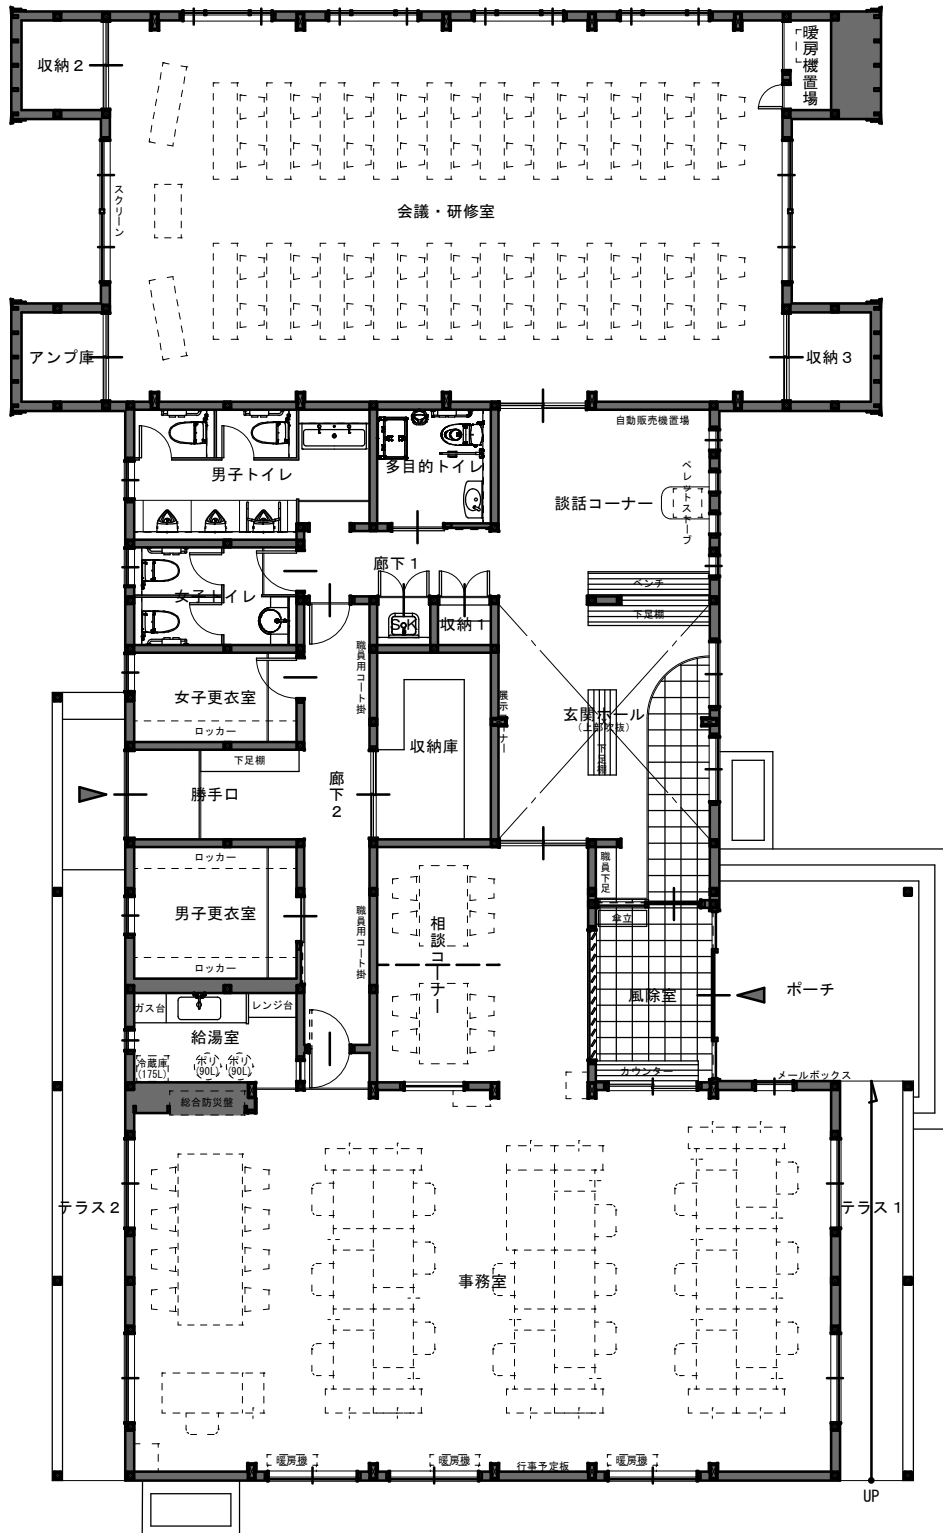 収納２
暖房機置場
スクリーン
会議・研修室
アンプ庫
収納３
自動販売機置場
男子トイレ
多目的トイレ
談話コーナー
ペレットストーブ
廊下１
女子トイレ
ベンチ
下足棚
SK
収納１
職員用コート掛
女子更衣室
ロッカー
展示コーナー
玄関ホール
(上部吹抜)
下足棚
収納庫
下足棚
勝手口
廊下２
ロッカー
男子更衣室
ロッカー
職員用コート掛
相談コーナー
職員下足
傘立
風除室
ポーチ
ガス台
レンジ台
給湯室
冷蔵庫
(175L)
ポリ
(90L)
ポリ
(90L)
カウンター
メールボックス
総合防災盤
テラス２
テラス１
事務室
暖房機
暖房機
行事予定板
暖房機
UP